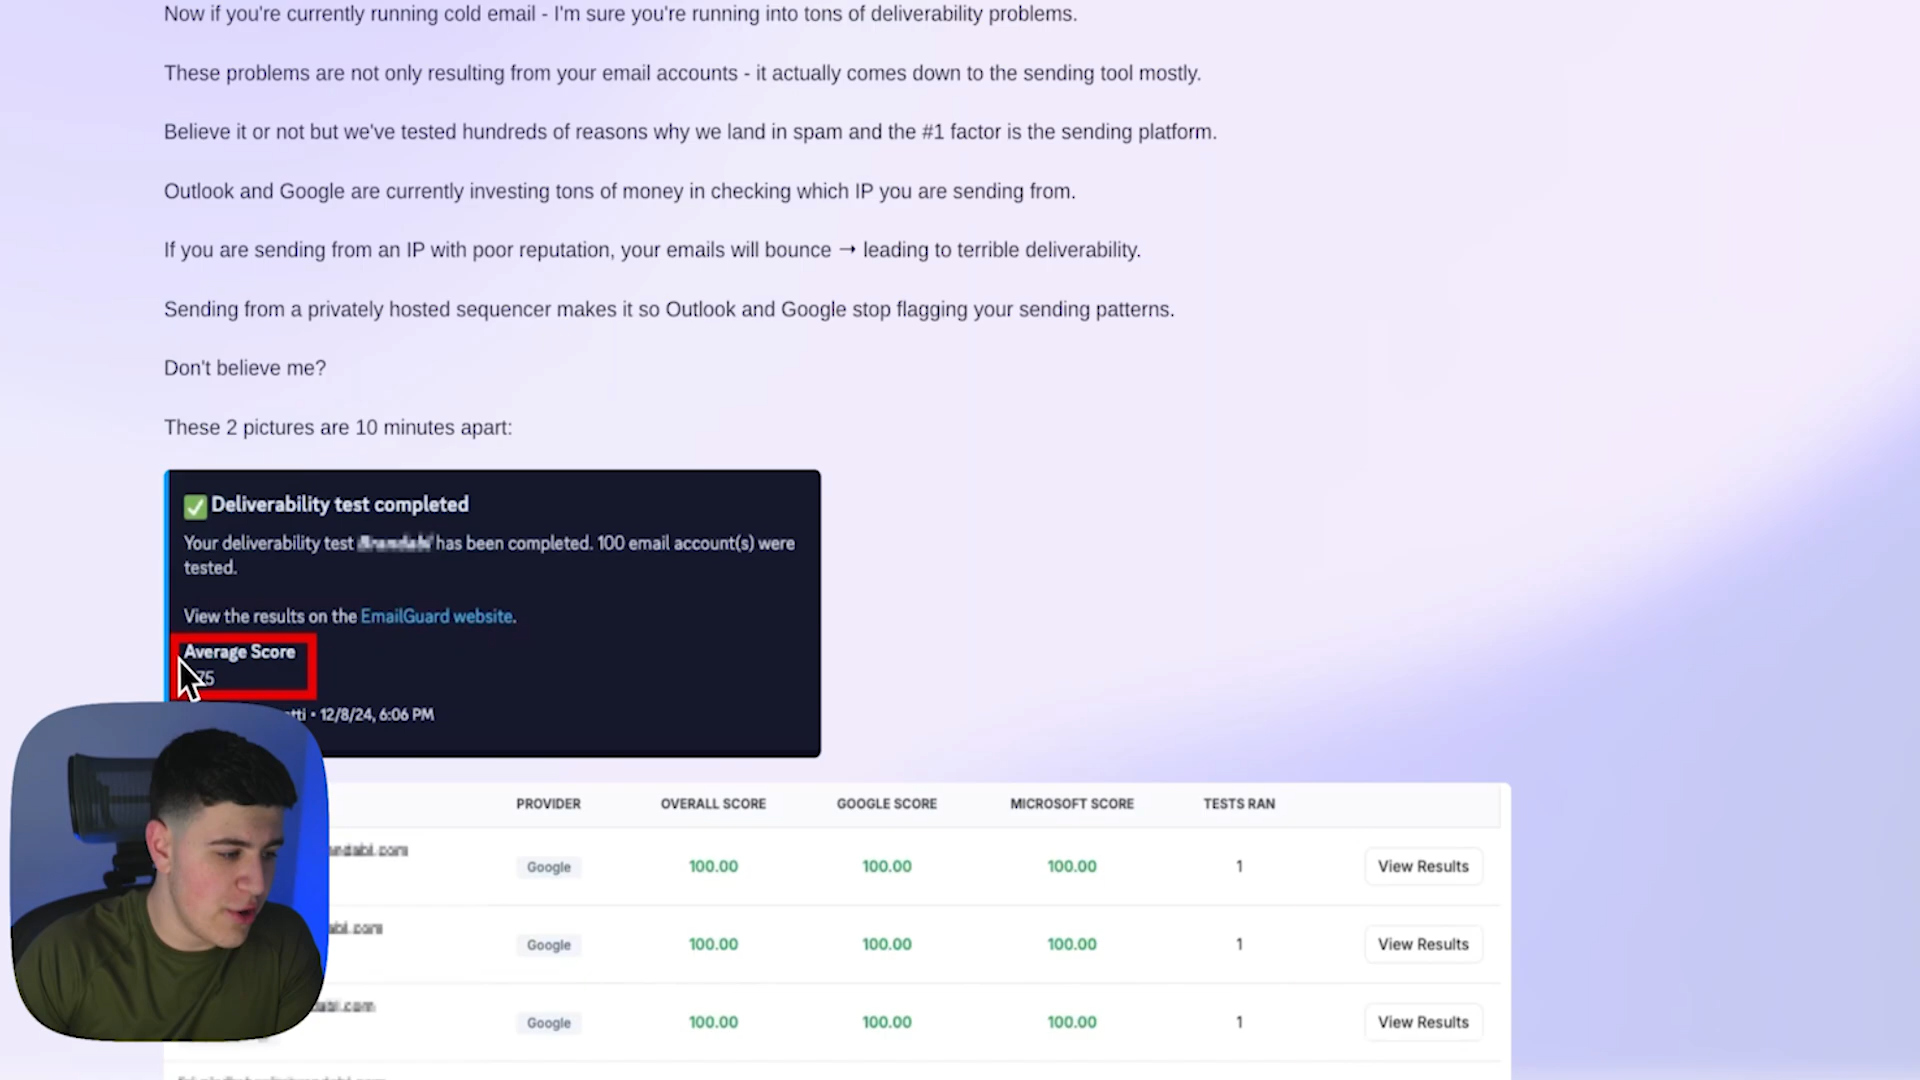 Now if you're currently running cold email - I'm sure you're running into tons of deliverability problems.
These problems are not only resulting from your email accounts - it actually comes down to the sending tool mostly.
Believe it or not but we've tested hundreds of reasons why we land in spam and the #1 factor is the sending platform.
Outlook and Google are currently investing tons of money in checking which IP you are sending from.
If you are sending from an IP with poor reputation, your emails will bounce → leading to terrible deliverability.
Sending from a privately hosted sequencer makes it so Outlook and Google stop flagging your sending patterns.
Don't believe me?
These 2 pictures are 10 minutes apart:
Deliverability test completed
Your deliverability test has been completed. 100 email account(s) were
tested.
View the results on the EmailGuard website.
Average Score
75
tti • 12/8/24, 6:06 PM
PROVIDER OVERALL SCORE GOOGLE SCORE MICROSOFT SCORE TESTS RAN
Google 100.00 100.00 100.00 1 View Results
Google 100.00 100.00 100.00 1 View Results
Google 100.00 100.00 100.00 1 View Results